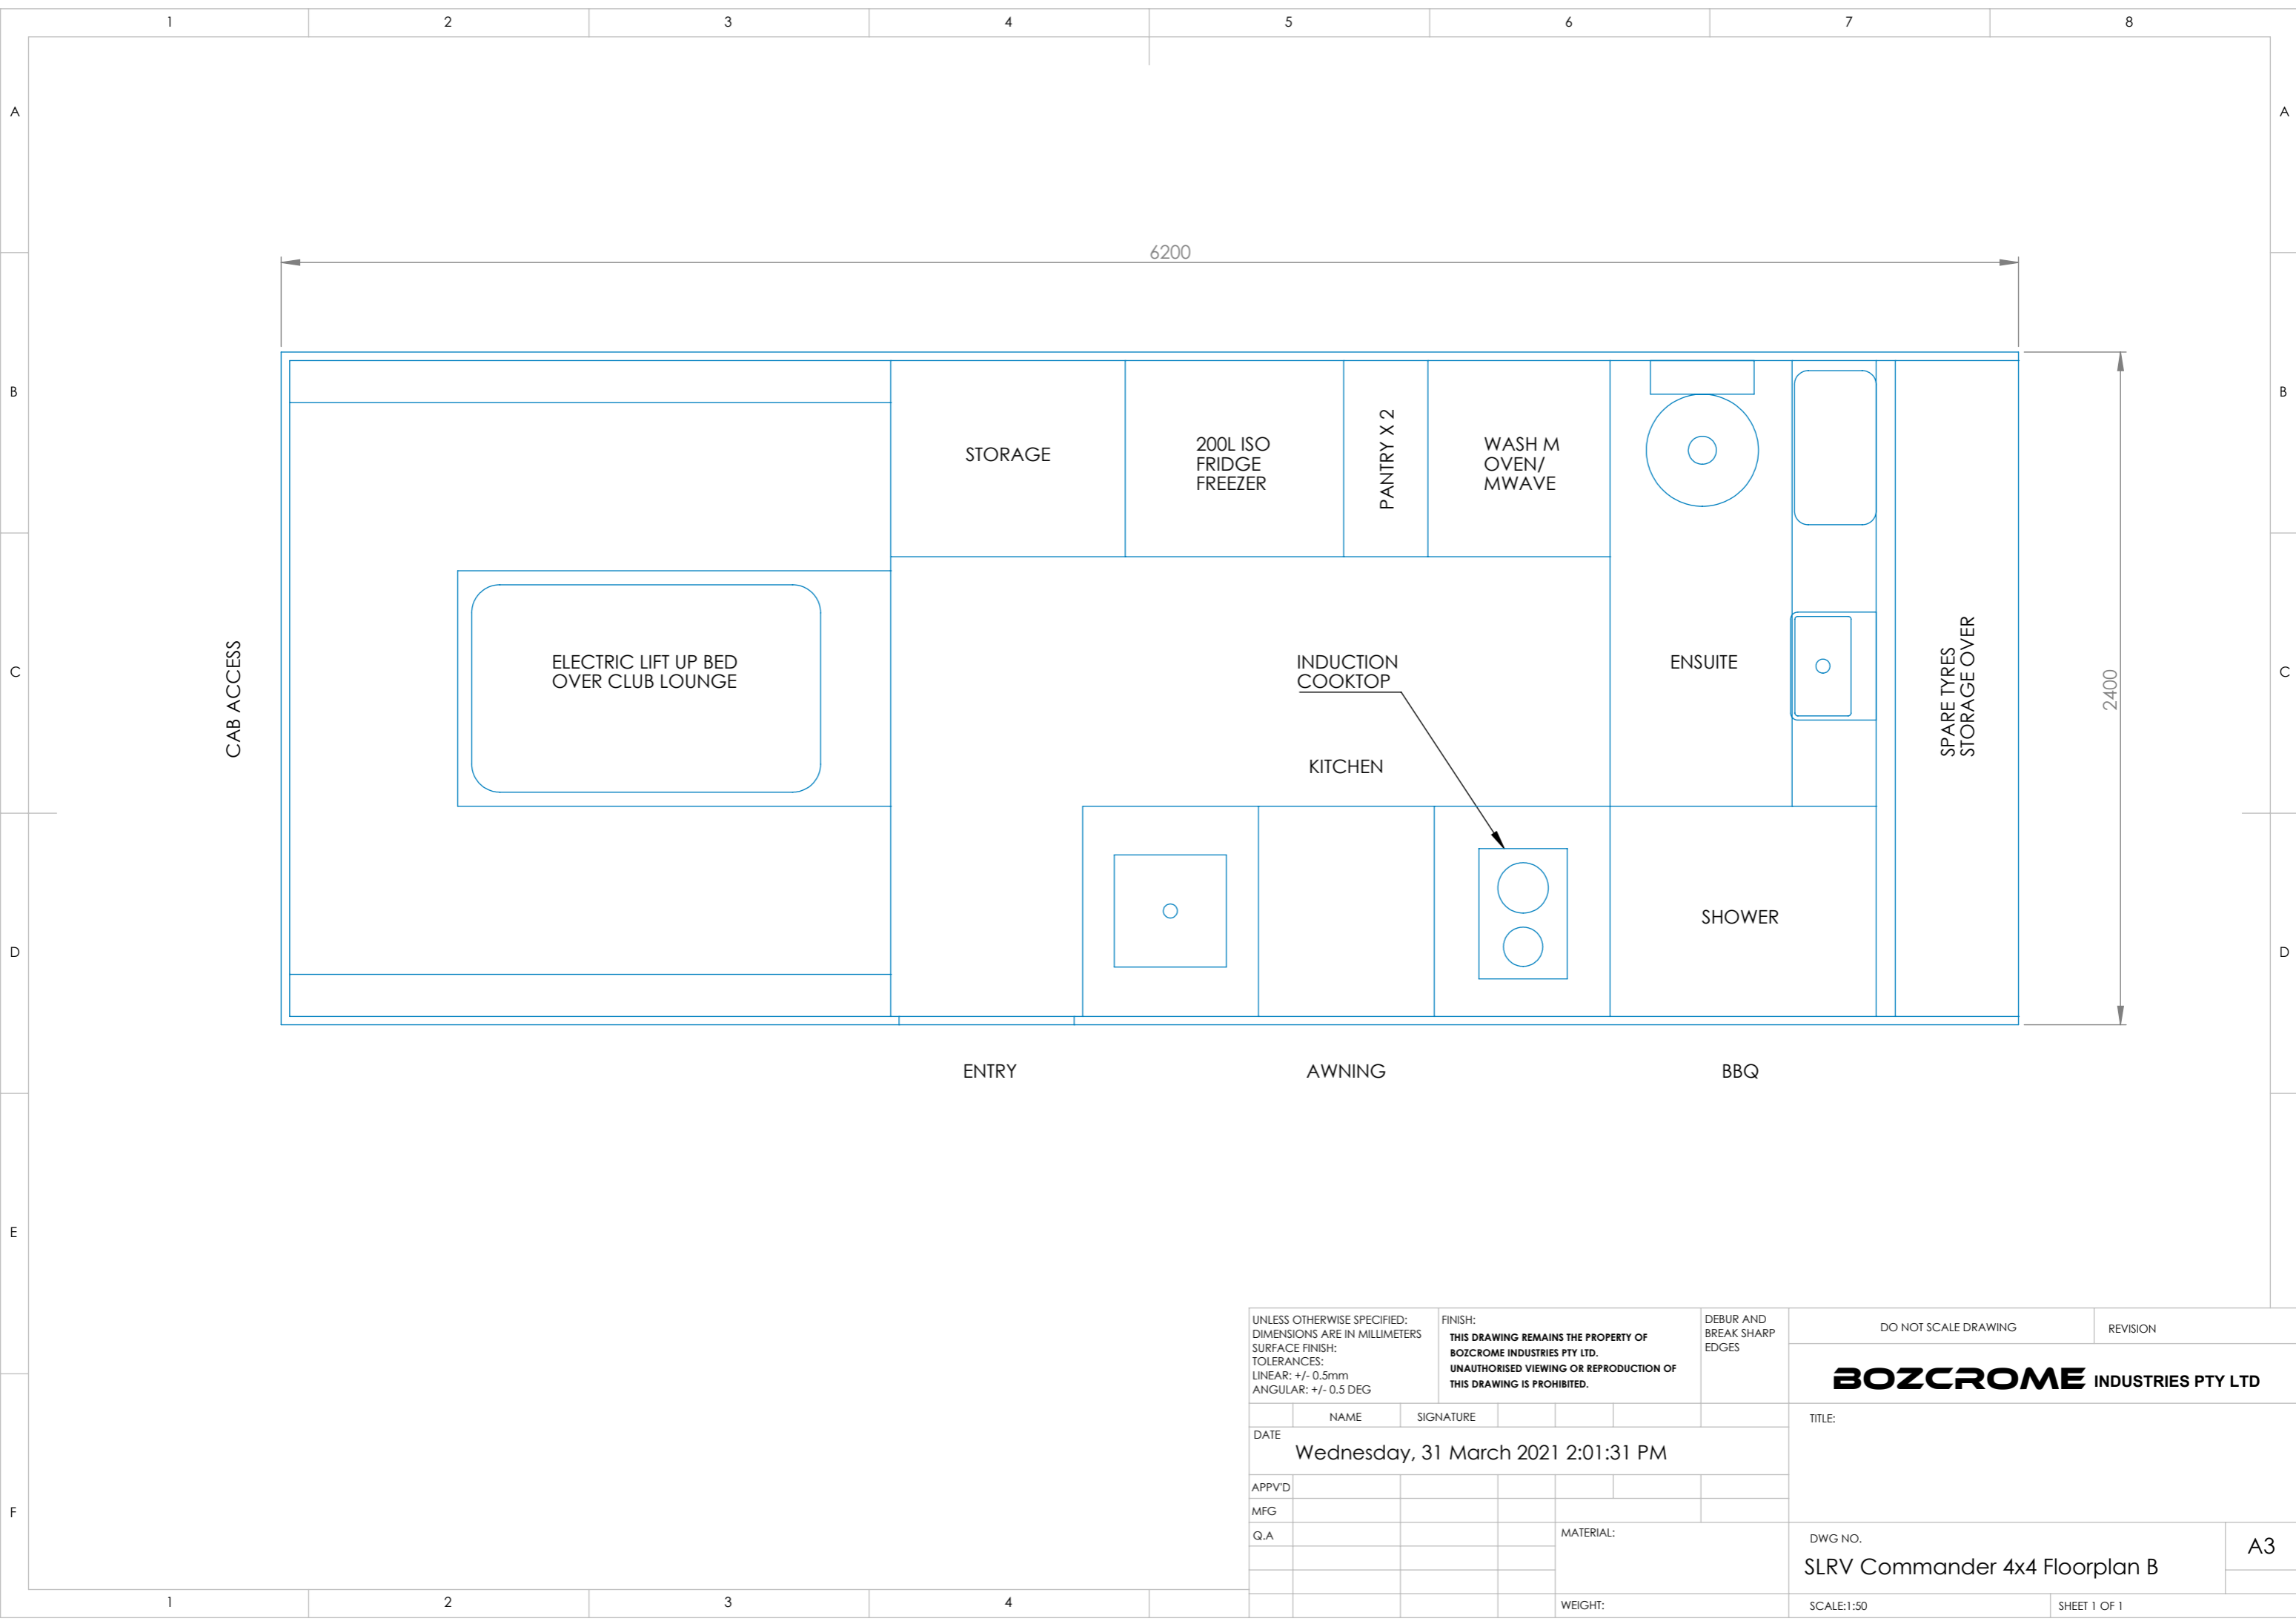 1 2 3 4 5 6 7 8
A A
B B
C C
D D
E
F
6200
2400
CAB ACCESS
ELECTRIC LIFT UP BED
OVER CLUB LOUNGE
STORAGE
200L ISO
FRIDGE
FREEZER
PANTRY X 2
WASH M
OVEN/
MWAVE
INDUCTION
COOKTOP
KITCHEN
ENSUITE
SHOWER
SPARE TYRES
STORAGE OVER
ENTRY
AWNING
BBQ
UNLESS OTHERWISE SPECIFIED:
DIMENSIONS ARE IN MILLIMETERS
SURFACE FINISH:
TOLERANCES:
LINEAR: +/- 0.5mm
ANGULAR: +/- 0.5 DEG
FINISH:
THIS DRAWING REMAINS THE PROPERTY OF
BOZCROME INDUSTRIES PTY LTD.
UNAUTHORISED VIEWING OR REPRODUCTION OF
THIS DRAWING IS PROHIBITED.
DEBUR AND
BREAK SHARP
EDGES
DO NOT SCALE DRAWING
REVISION
BOZCROME INDUSTRIES PTY LTD
NAME
SIGNATURE
TITLE:
DATE
Wednesday, 31 March 2021 2:01:31 PM
APPV'D
MFG
Q.A
MATERIAL:
DWG NO.
SLRV Commander 4x4 Floorplan B
A3
WEIGHT:
SCALE:1:50
SHEET 1 OF 1
1 2 3 4